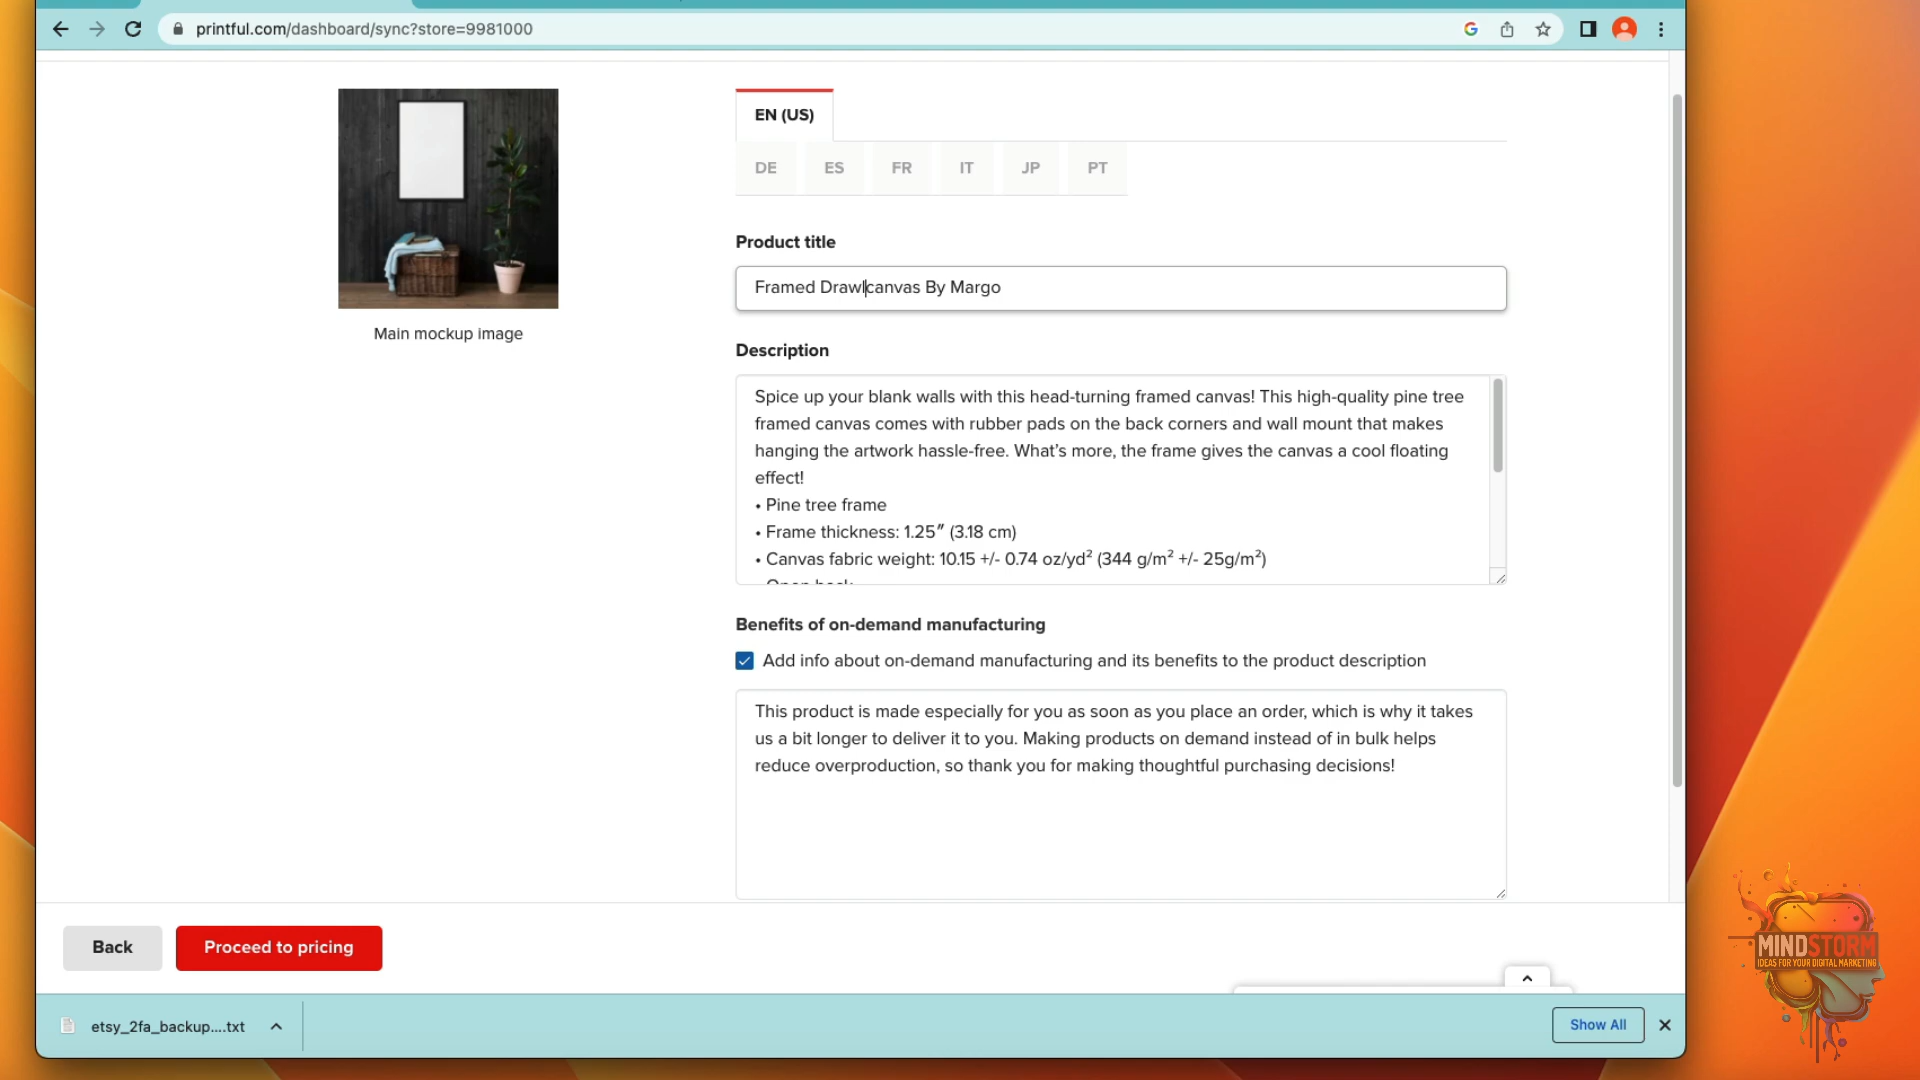 printful.com/dashboard/sync?store=9981000
EN (US)
DE ES FR IT JP PT
Product title
Framed Drawlcanvas By Margo
Main mockup image
Description
Spice up your blank walls with this head-turning framed canvas! This high-quality pine tree
framed canvas comes with rubber pads on the back corners and wall mount that makes
hanging the artwork hassle-free. What's more, the frame gives the canvas a cool floating
effect!
• Pine tree frame
• Frame thickness: 1.25″ (3.18 cm)
• Canvas fabric weight: 10.15 +/- 0.74 oz/yd² (344 g/m² +/- 25g/m²)
• Open back
Benefits of on-demand manufacturing
Add info about on-demand manufacturing and its benefits to the product description
This product is made especially for you as soon as you place an order, which is why it takes
us a bit longer to deliver it to you. Making products on demand instead of in bulk helps
reduce overproduction, so thank you for making thoughtful purchasing decisions!
Back
Proceed to pricing
etsy_2fa_backup....txt
Show All
MINDSTORM
IDEAS FOR YOUR DIGITAL MARKETING